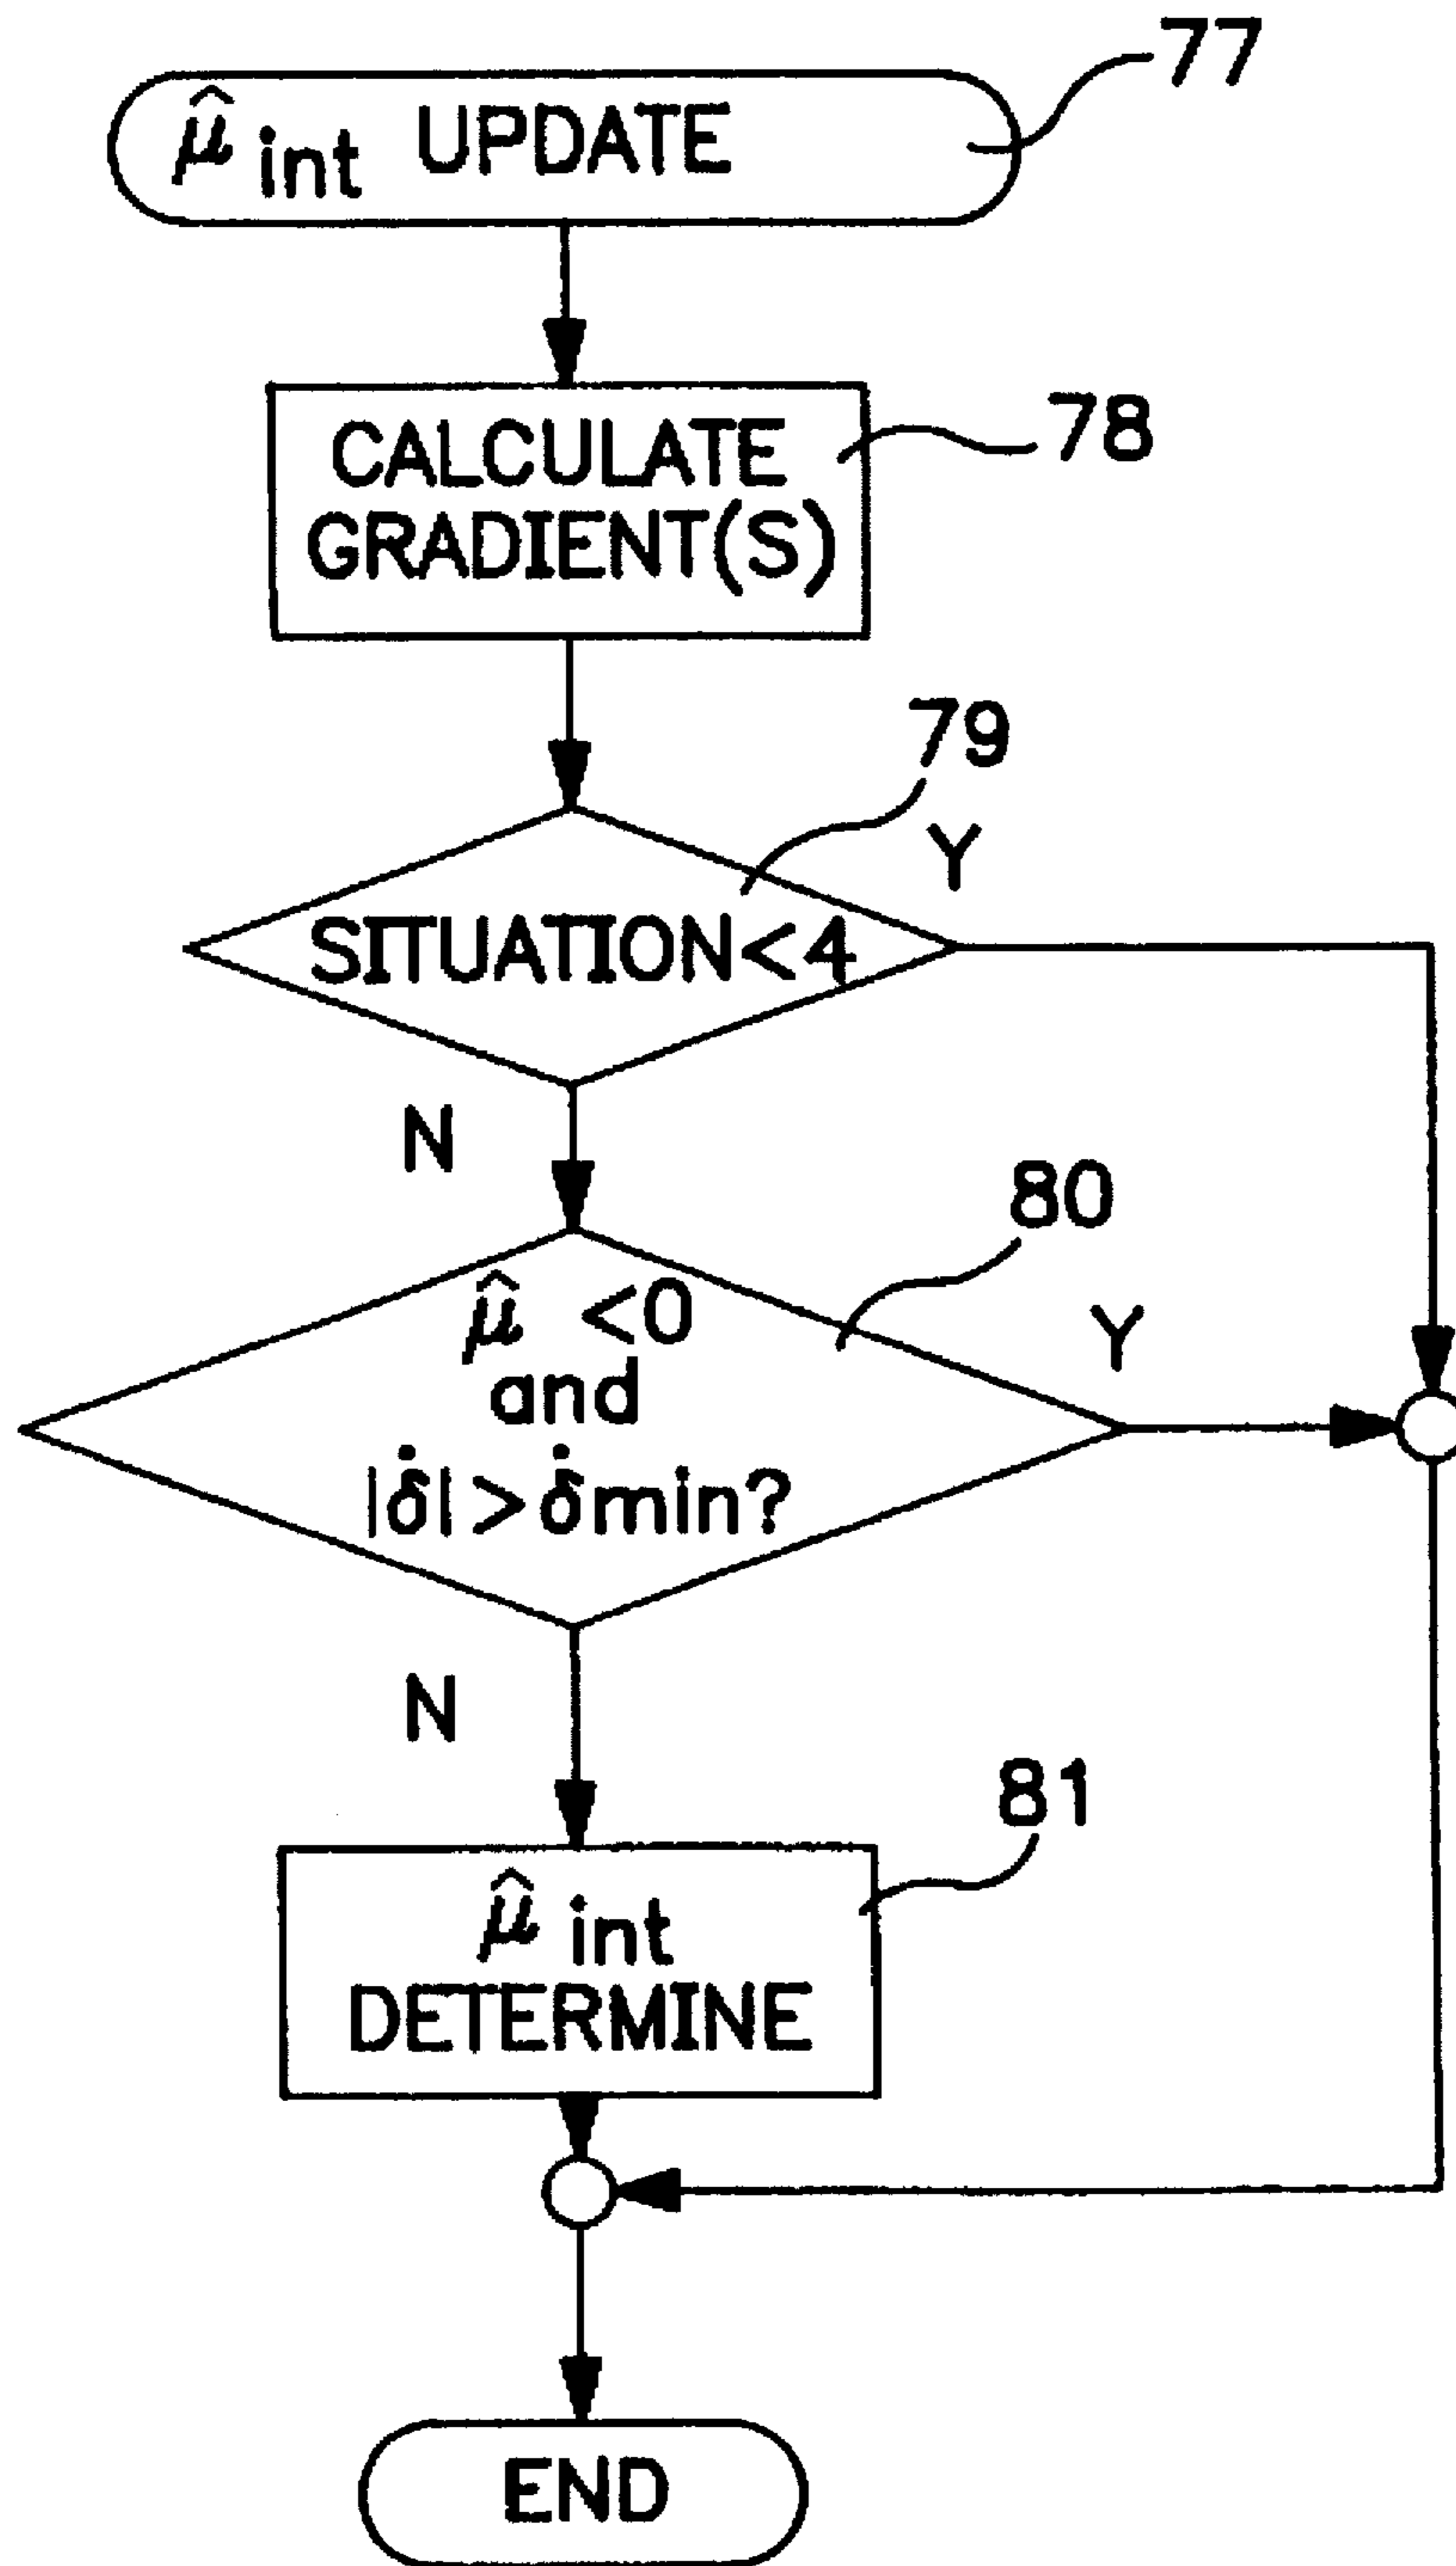 77
μ̂ int UPDATE
78
CALCULATE
GRADIENT(S)
79
Y
SITUATION<4
N
80
μ̂ <0
and
|δ̇|>δ̇min?
Y
N
81
μ̂ int
DETERMINE
END